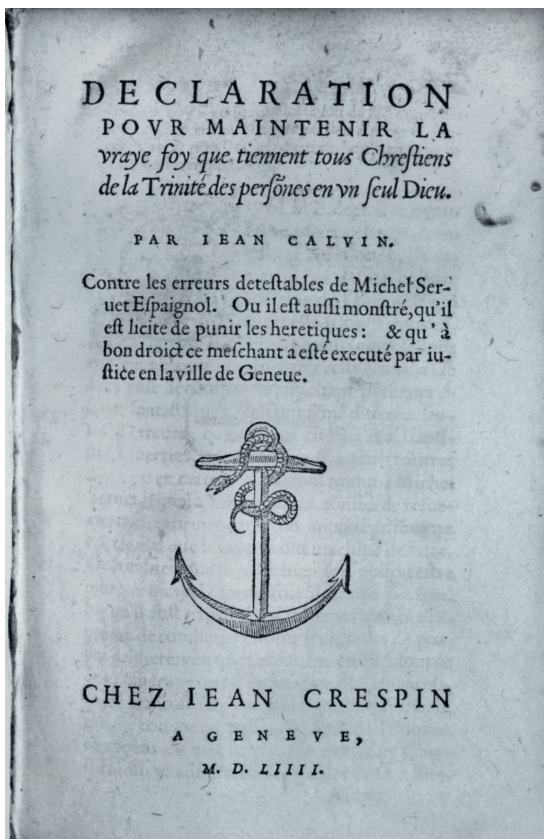 DECLARATION
POVR MAINTENIR LA
vraye foy que tiennent tous Chreſtiens
de la Trinité des perſõnes en vn ſeul Dieu.
PAR IEAN CALVIN.
Contre les erreurs deteſtables de Michel Ser-
uet Eſpaignol. Ou il eſt auſſi monſtré, qu'il
eſt licite de punir les heretiques: & qu'à
bon droict ce meſchant a eſté executé par iu-
ſtice en la ville de Geneue.
CHEZ IEAN CRESPIN
A GENEVE,
M. D. LIIII.